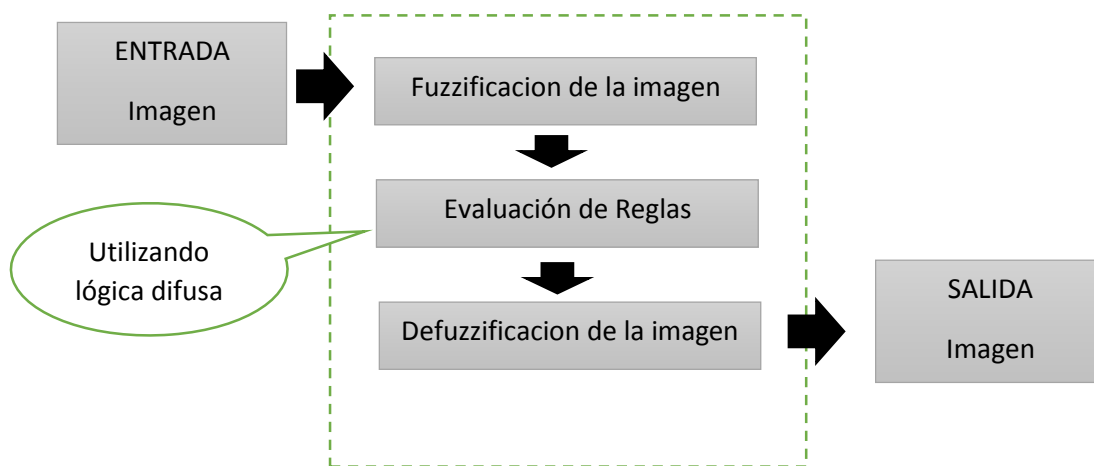 ENTRADA
Imagen
Fuzzificacion de la imagen
Evaluación de Reglas
Utilizando
lógica difusa
Defuzzificacion de la imagen
SALIDA
Imagen